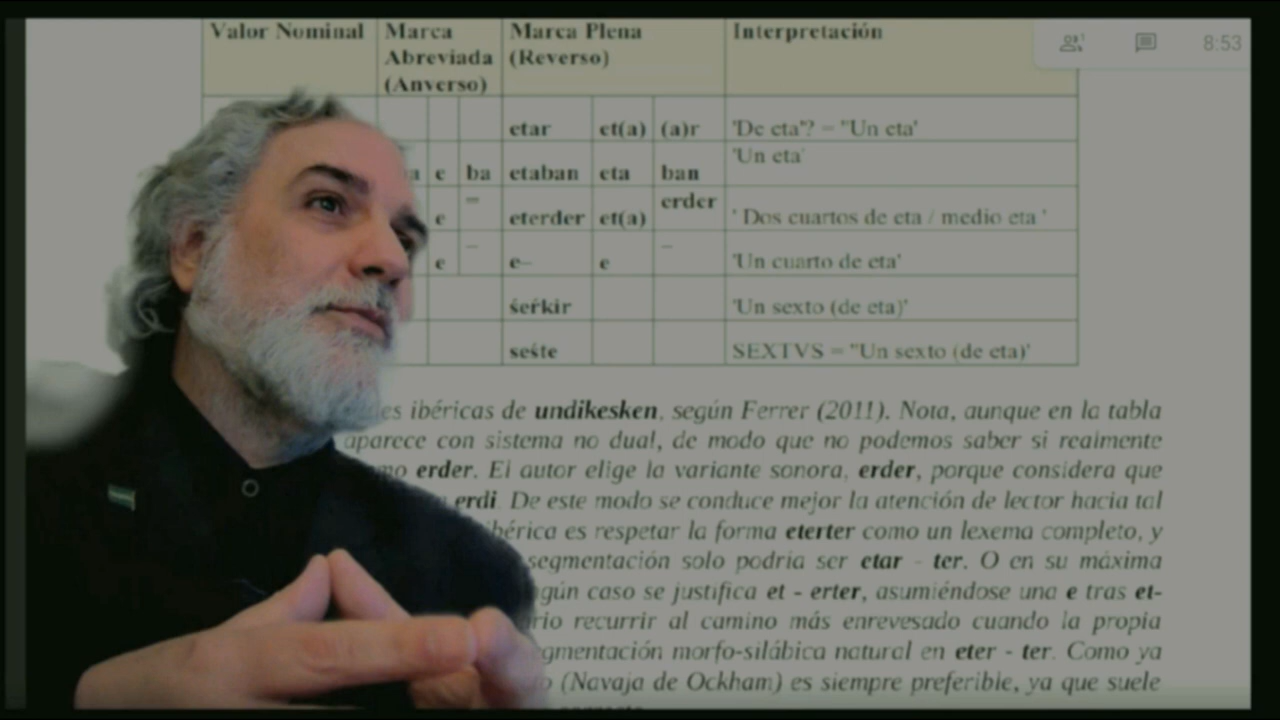 Valor Nominal Marca Marca Plena Interpretación
Abreviada (Reverso)
(Anverso)
8:53
etar et(a) (a)r 'De eta'? = "Un eta'
'Un eta'
a e ba etaban eta ban
e = eterder et(a) erder ' Dos cuartos de eta / medio eta '
e – e– e – 'Un cuarto de eta'
śeŕkir 'Un sexto (de eta)'
seśte SEXTVS = "Un sexto (de eta)'
ibéricas de undikesken, según Ferrer (2011). Nota, aunque en la tabla
aparece con sistema no dual, de modo que no podemos saber si realmente
erder. El autor elige la variante sonora, erder, porque considera que
erdi. De este modo se conduce mejor la atención de lector hacia tal
ibérica es respetar la forma eterter como un lexema completo, y
segmentación solo podría ser etar - ter. O en su máxima
caso se justifica et - erter, asumiéndose una e tras et-
recurrir al camino más enrevesado cuando la propia
segmentación morfo-silábica natural en eter - ter. Como ya
(Navaja de Ockham) es siempre preferible, ya que suele